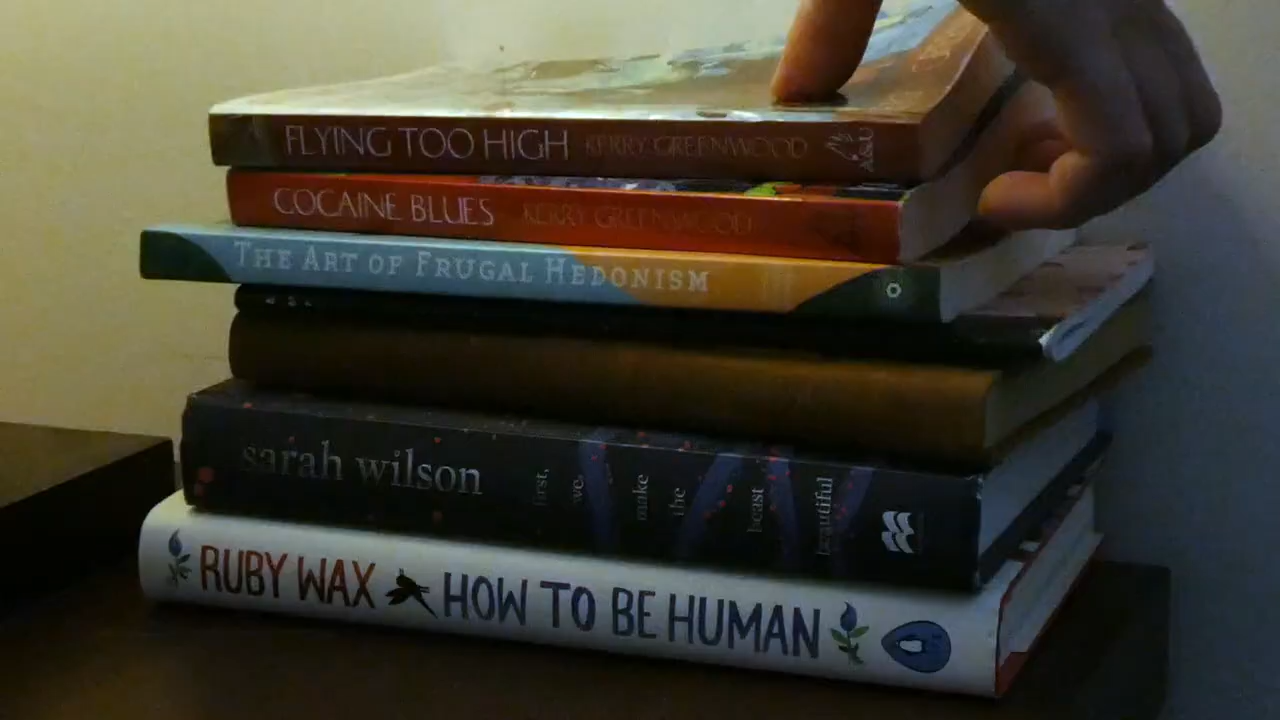 FLYING TOO HIGH KERRY GREENWOOD A&U
COCAINE BLUES KERRY GREENWOOD
THE ART OF FRUGAL HEDONISM
sarah wilson first, we make the beast beautiful
RUBY WAX HOW TO BE HUMAN